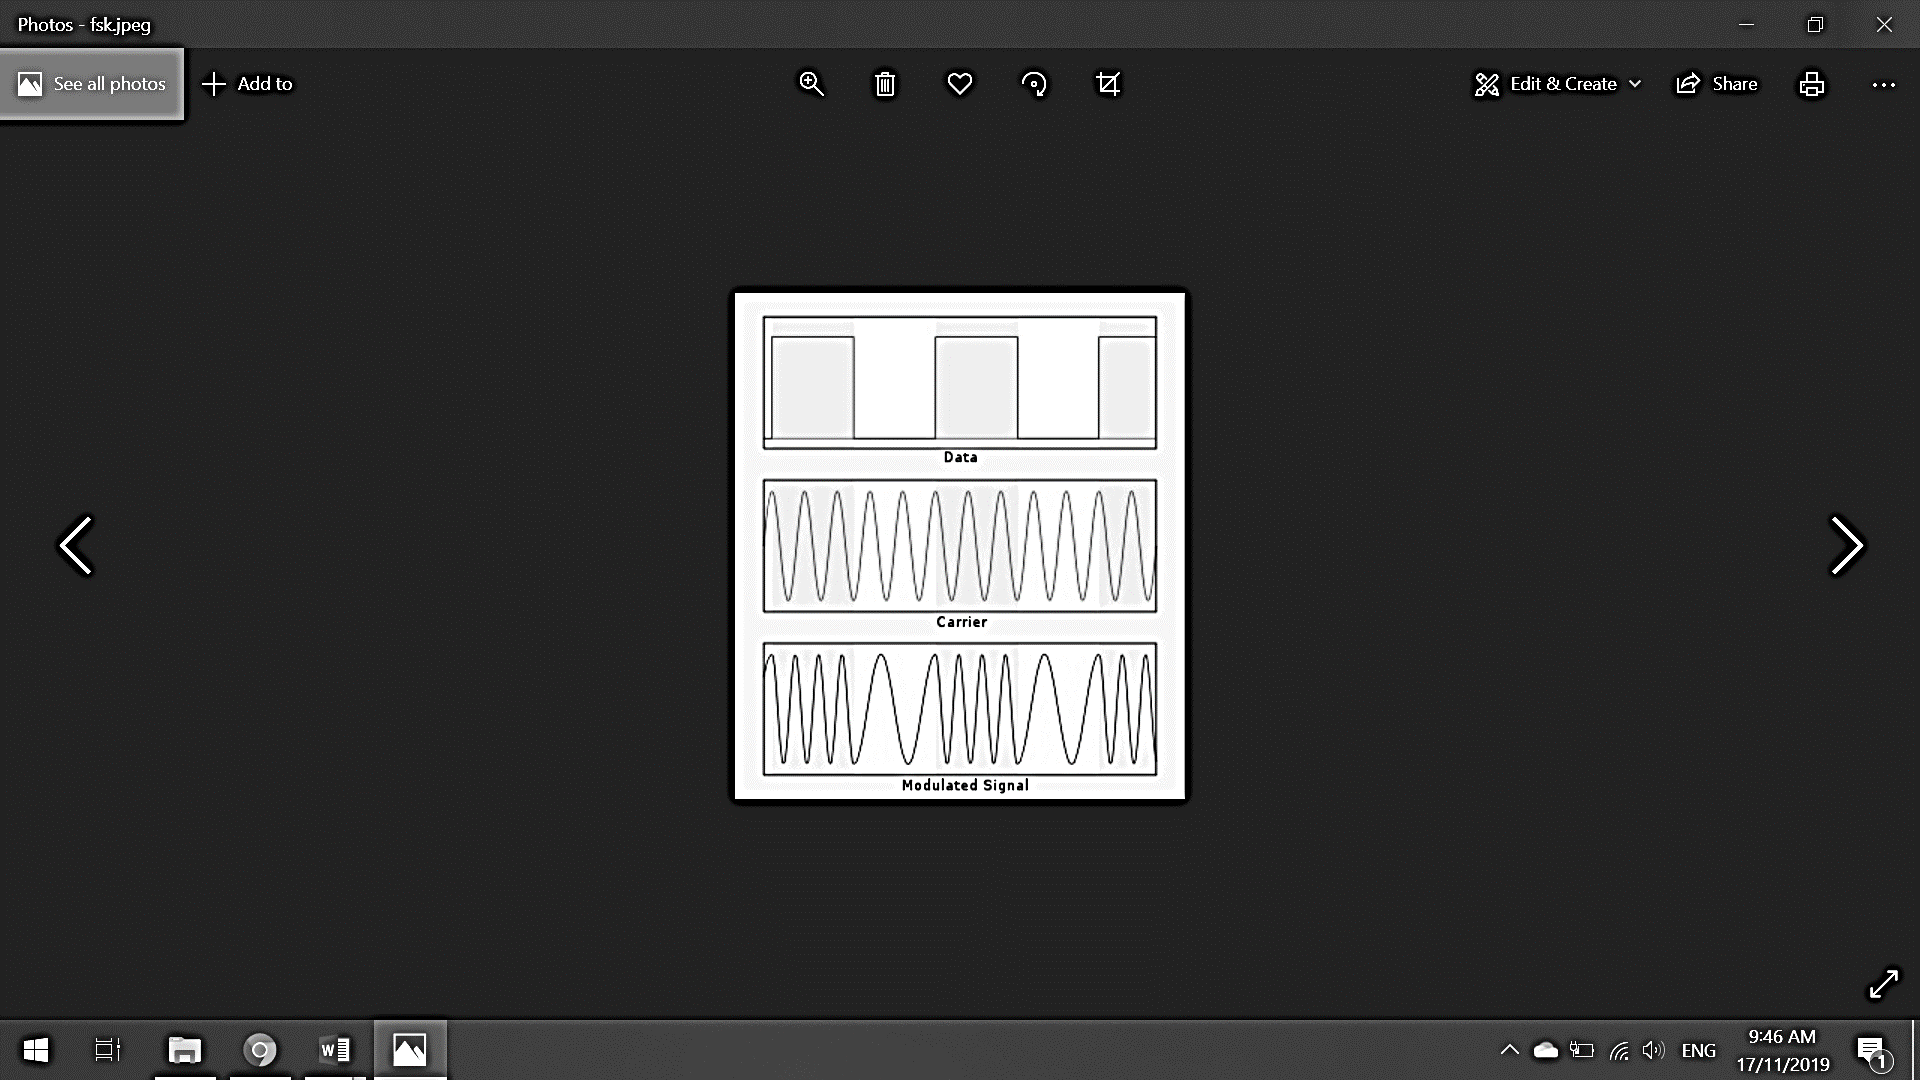 Photos - fsk.jpeg
See all photos
Add to
Edit & Create
Share
Data
Carrier
Modulated Signal
W
ENG
9:46 AM
17/11/2019
1